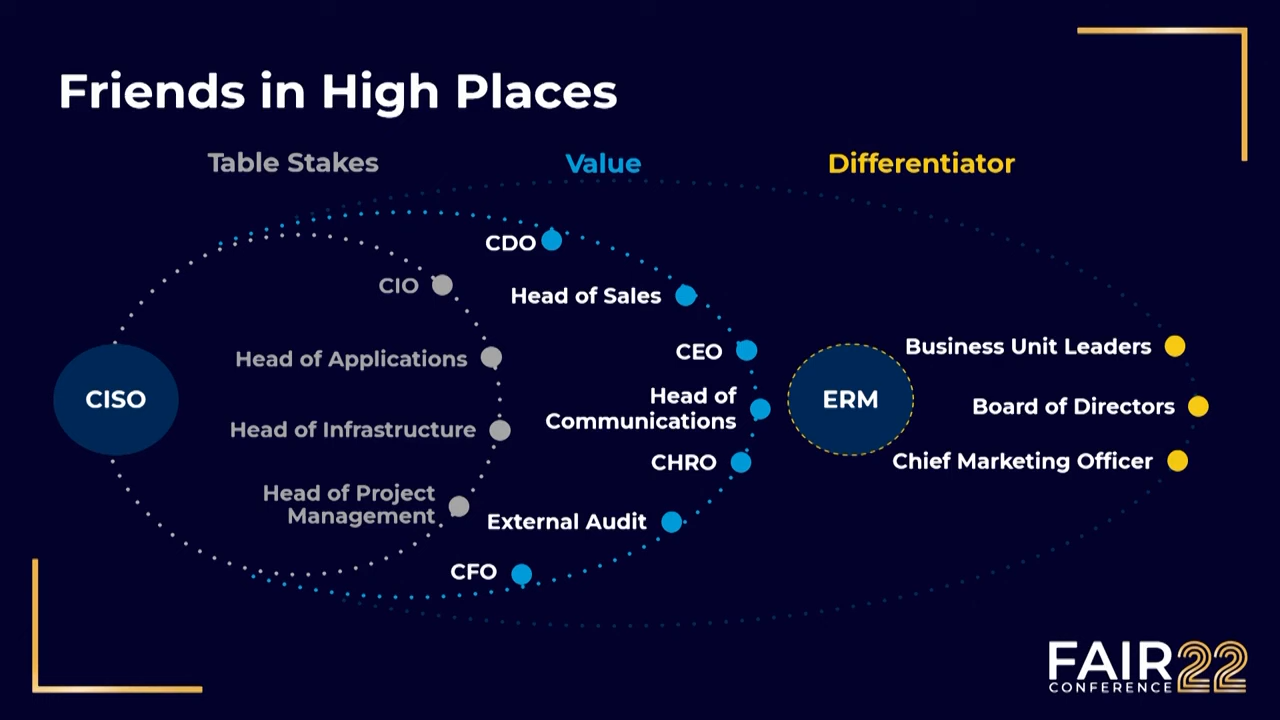 Friends in High Places
Table Stakes
Value
Differentiator
CDO
CIO
Head of Sales
Head of Applications
CEO
Business Unit Leaders
CISO
Head of
Communications
ERM
Board of Directors
Head of Infrastructure
CHRO
Chief Marketing Officer
Head of Project
Management
External Audit
CFO
FAIR22
CONFERENCE